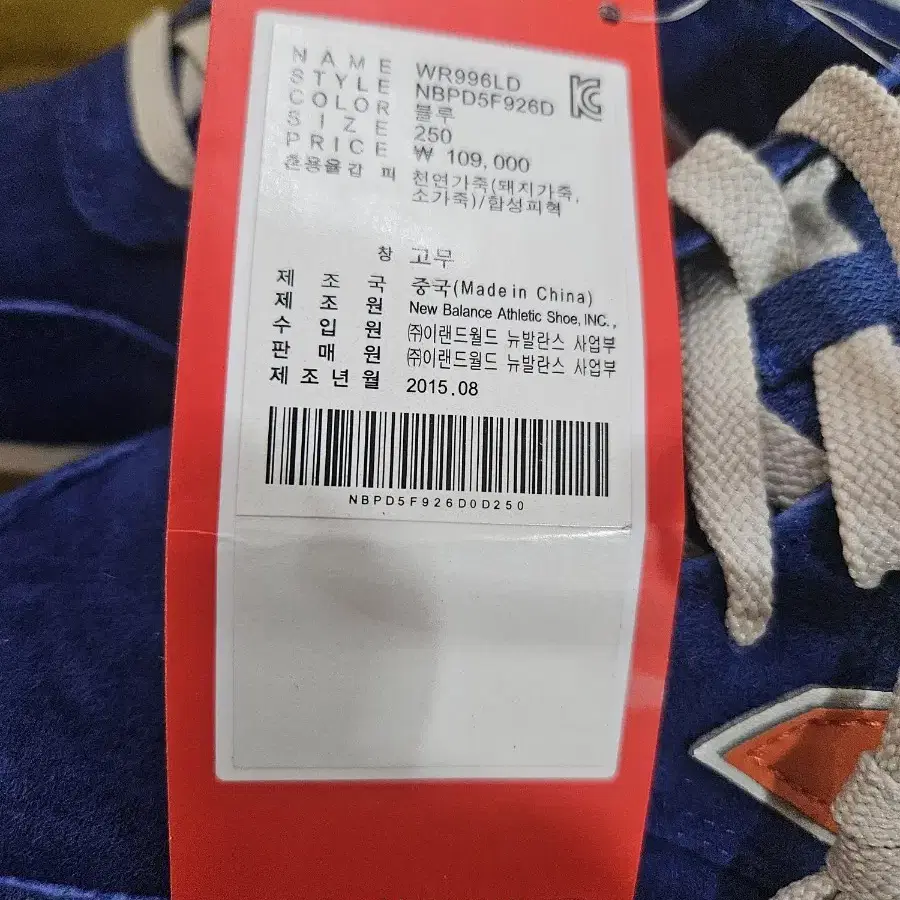 NAME WR996LD
STYLE NBPD5F926D
COLOR 블루
SIZE 250
PRICE ₩ 109,000
천용율갑 피 천연가죽(돼지가죽,
소가죽)/합성피혁
창 고무
제조국 중국(Made in China)
제조원 New Balance Athletic Shoe, INC.,
수입원 ㈜이랜드월드 뉴발란스 사업부
판매원 ㈜이랜드월드 뉴발란스 사업부
제조년월 2015.08
NBPD5F926D0D250